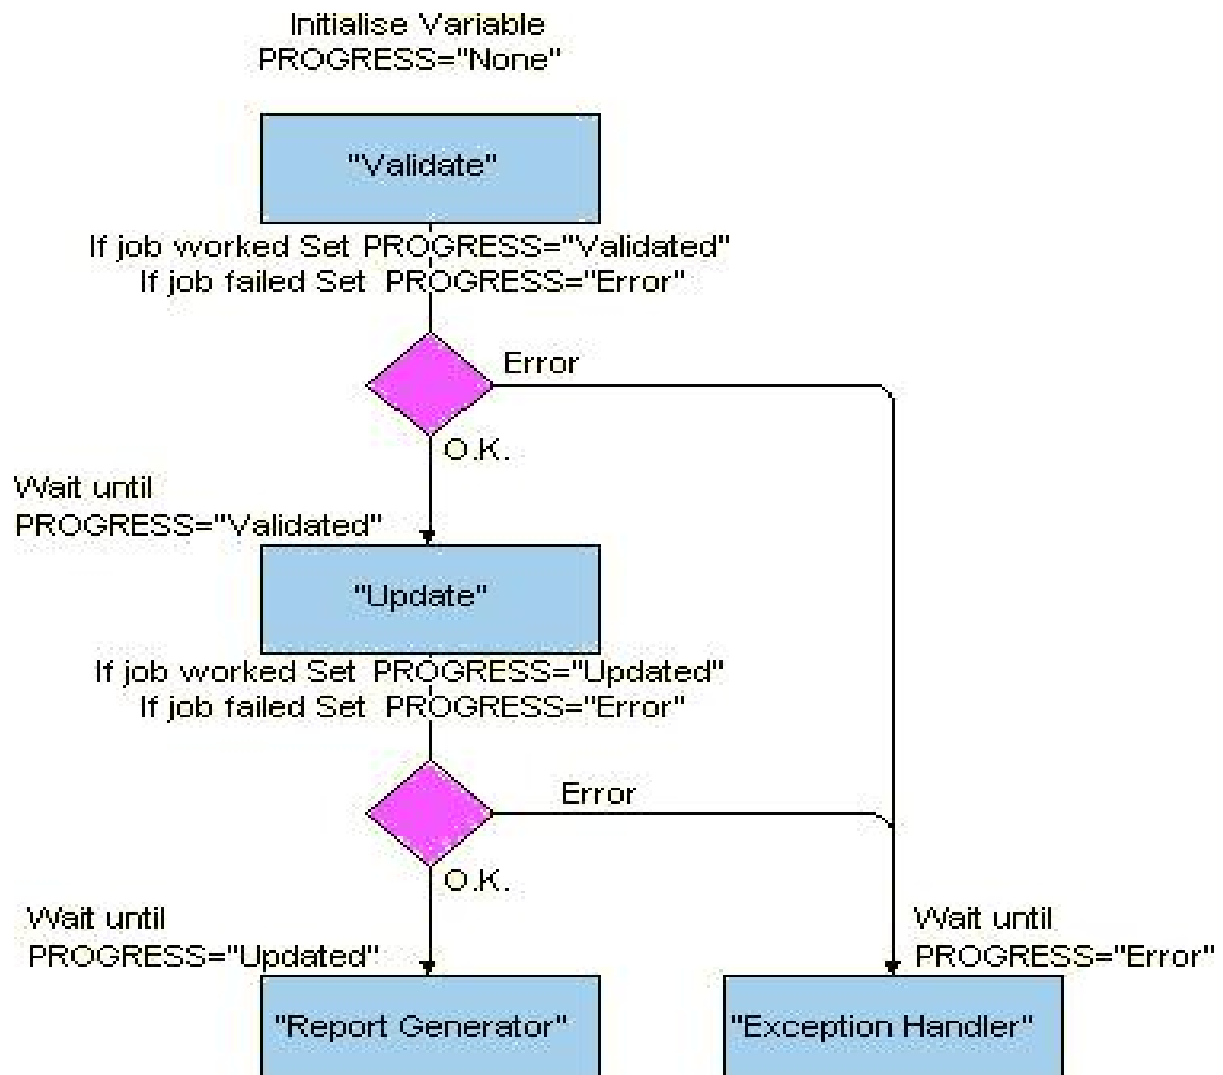 Initialise Variable
PROGRESS="None"
"Validate"
If job worked Set PROGRESS="Validated"
If job failed Set PROGRESS="Error"
Error
O.K.
Wait until
PROGRESS="Validated"
"Update"
If job worked Set PROGRESS="Updated"
If job failed Set PROGRESS="Error"
Error
O.K.
Wait until
PROGRESS="Updated"
Wait until
PROGRESS="Error"
"Report Generator"
"Exception Handler"